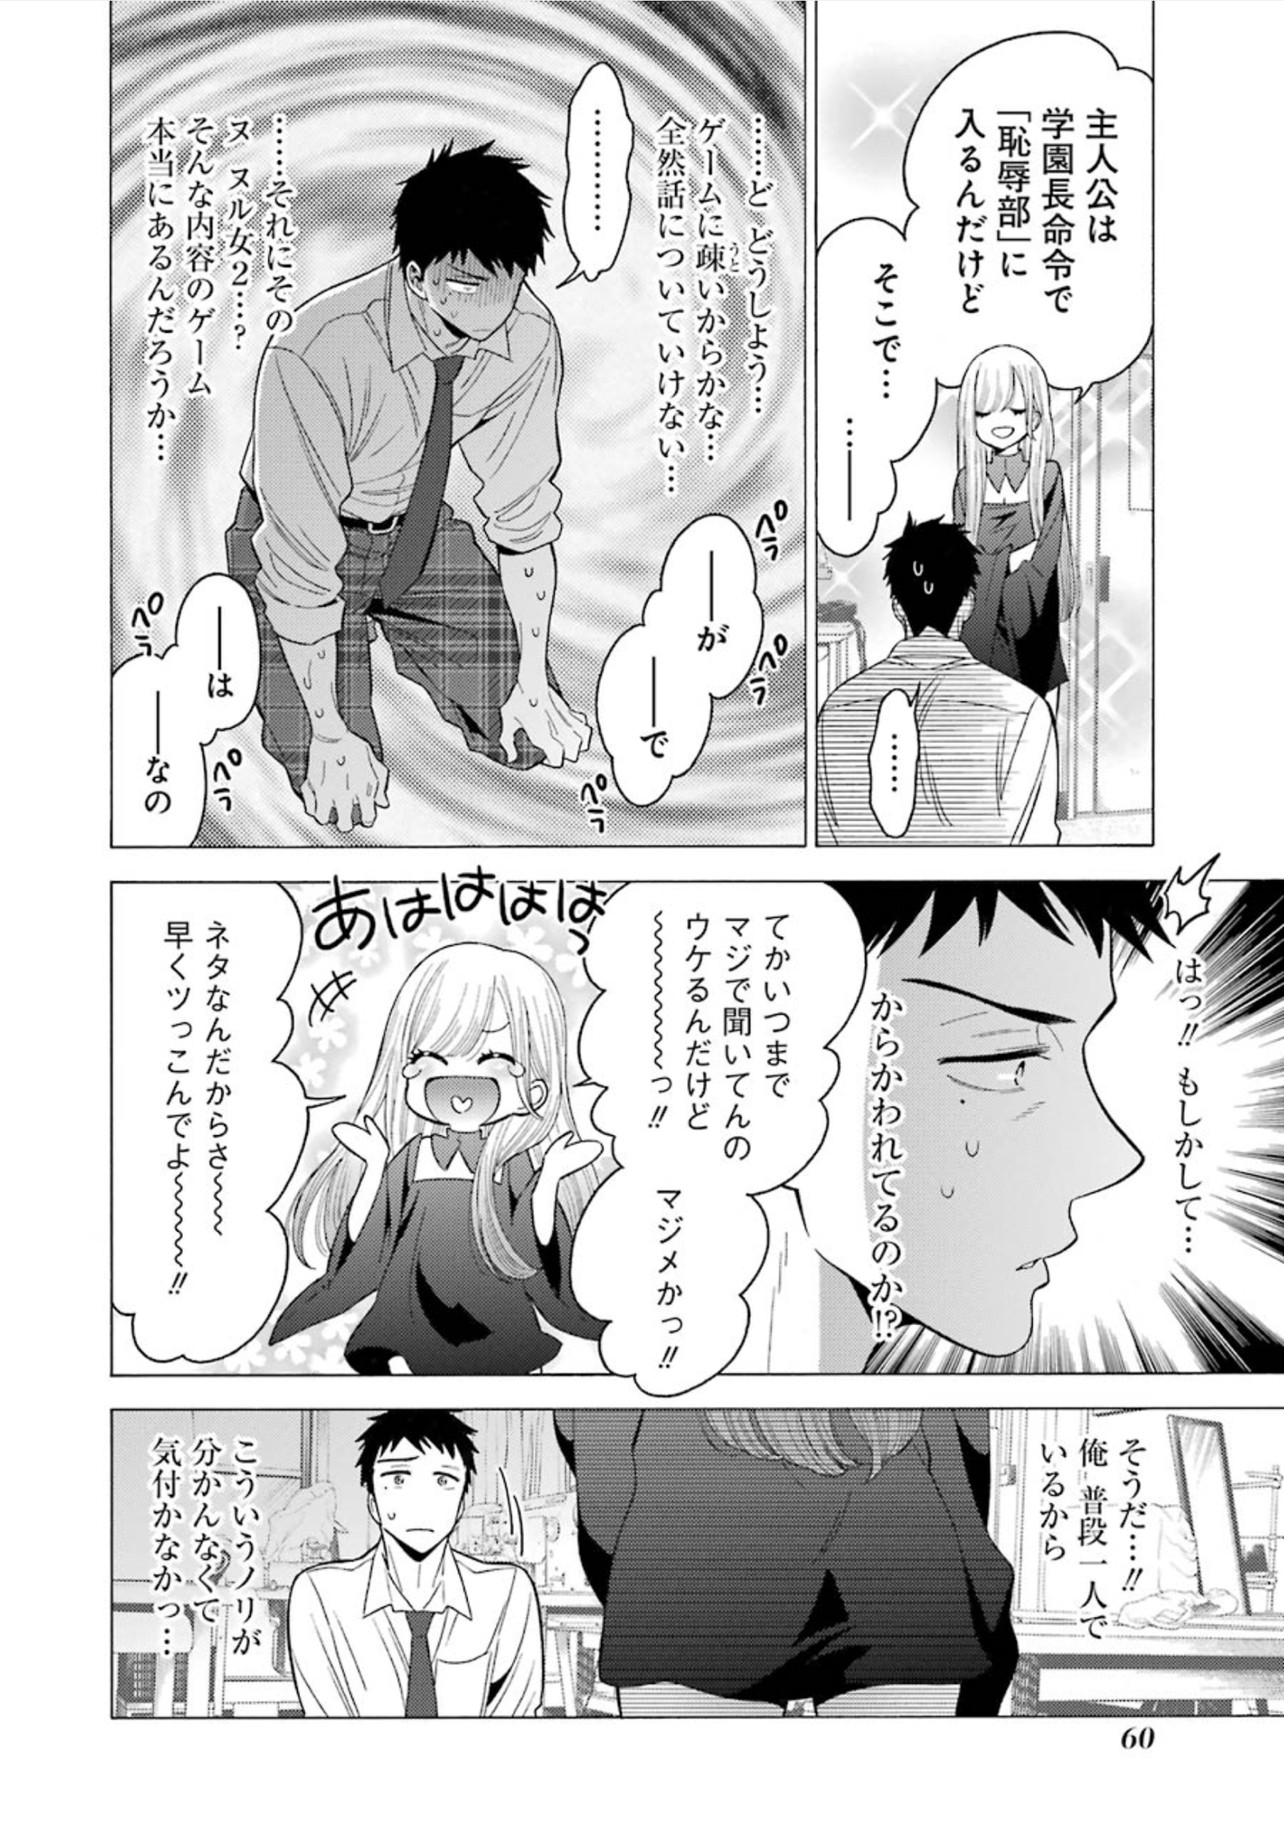 主人公は
学園長命令で
「恥辱部」に
入るんだけど
そこで…
…………
……
……ど どうしよう…
ゲームに疎いからかな…
うと
全然話についていけない…
…………
……それにその
ヌ ヌル女2…?
そんな内容のゲーム
本当にあるんだろうか…
ペラ
――が
――で
ペラ
ペラ
ペラ
――は
――なの
ペラ
はっ!! もしかして…
からかわれてるのか!?
てかいつまで
マジで聞いてんの
ウケるんだけど
〜〜〜〜〜〜っ!!
マジメかっ!!
あはははははっ
ネタなんだからさ〜〜〜
早くツっこんでよ〜〜〜〜〜!!
そうだ…!!
俺 普段一人で
いるから
こういうノリが
分かんなくて
気付かなかっ…
60